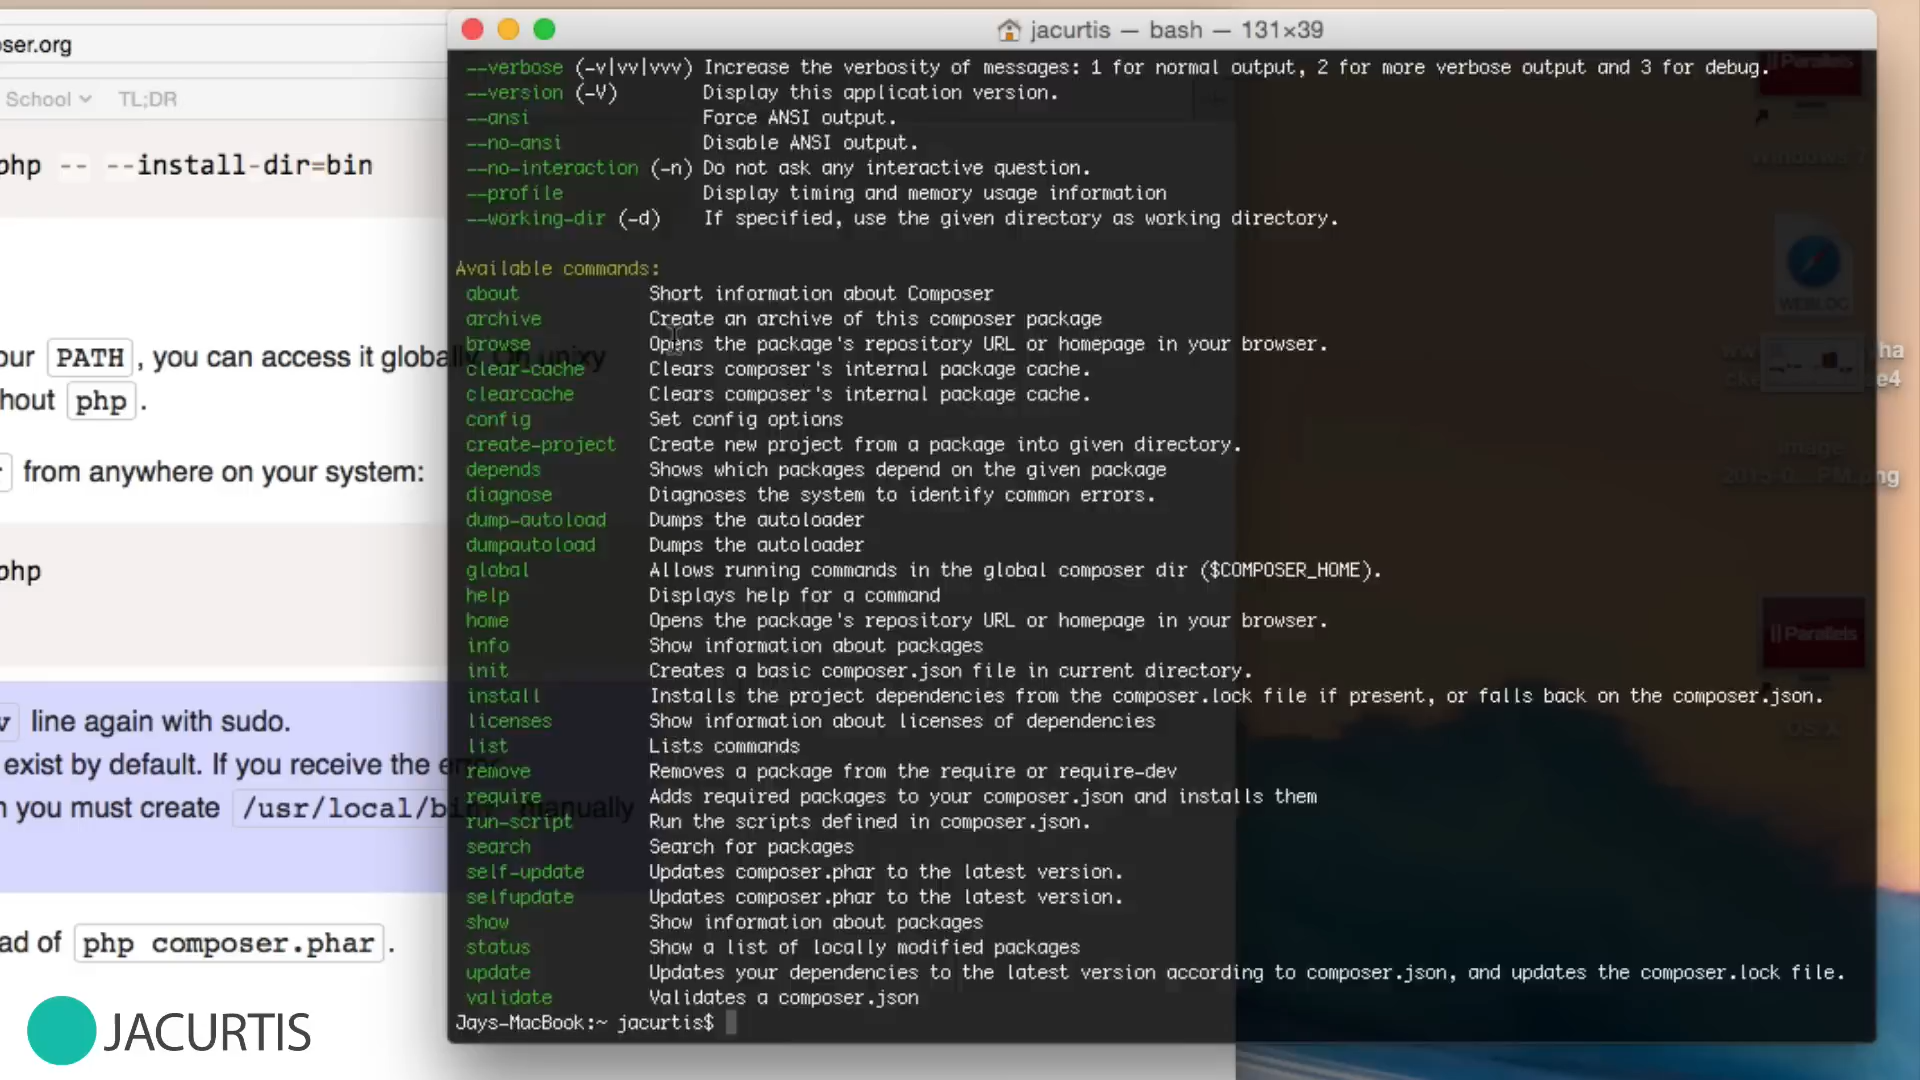 ser.org
School
TL;DR
php -- --install-dir=bin
our PATH , you can access it globally. On unixy
hout php .
from anywhere on your system:
php
line again with sudo.
exist by default. If you receive the error
n you must create /usr/local/bin manually
ad of php composer.phar .
JACURTIS
jacurtis — bash — 131×39
--verbose (-v|vv|vvv) Increase the verbosity of messages: 1 for normal output, 2 for more verbose output and 3 for debug.
--version (-V) Display this application version.
--ansi Force ANSI output.
--no-ansi Disable ANSI output.
--no-interaction (-n) Do not ask any interactive question.
--profile Display timing and memory usage information
--working-dir (-d) If specified, use the given directory as working directory.
Available commands:
about Short information about Composer
archive Create an archive of this composer package
browse Opens the package's repository URL or homepage in your browser.
clear-cache Clears composer's internal package cache.
clearcache Clears composer's internal package cache.
config Set config options
create-project Create new project from a package into given directory.
depends Shows which packages depend on the given package
diagnose Diagnoses the system to identify common errors.
dump-autoload Dumps the autoloader
dumpautoload Dumps the autoloader
global Allows running commands in the global composer dir ($COMPOSER_HOME).
help Displays help for a command
home Opens the package's repository URL or homepage in your browser.
info Show information about packages
init Creates a basic composer.json file in current directory.
install Installs the project dependencies from the composer.lock file if present, or falls back on the composer.json.
licenses Show information about licenses of dependencies
list Lists commands
remove Removes a package from the require or require-dev
require Adds required packages to your composer.json and installs them
run-script Run the scripts defined in composer.json.
search Search for packages
self-update Updates composer.phar to the latest version.
selfupdate Updates composer.phar to the latest version.
show Show information about packages
status Show a list of locally modified packages
update Updates your dependencies to the latest version according to composer.json, and updates the composer.lock file.
validate Validates a composer.json
Jays-MacBook:~ jacurtis$
Parallels
Windows 7
WEBLOC
Image
2015-0... PM.png
Parallels
OS X